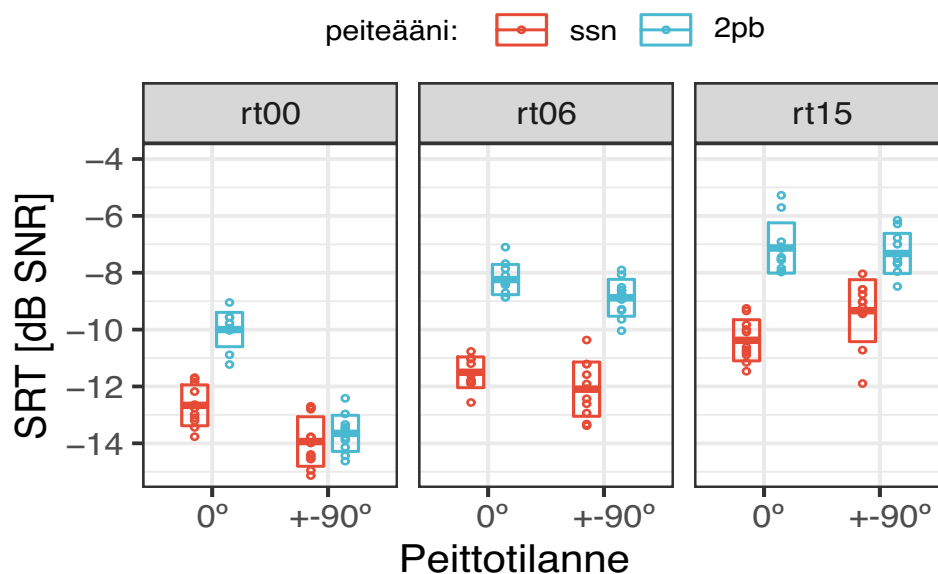 peiteääni: ssn 2pb
rt00 rt06 rt15
SRT [dB SNR]
−4
−6
−8
−10
−12
−14
0° +-90° 0° +-90° 0° +-90°
Peittotilanne